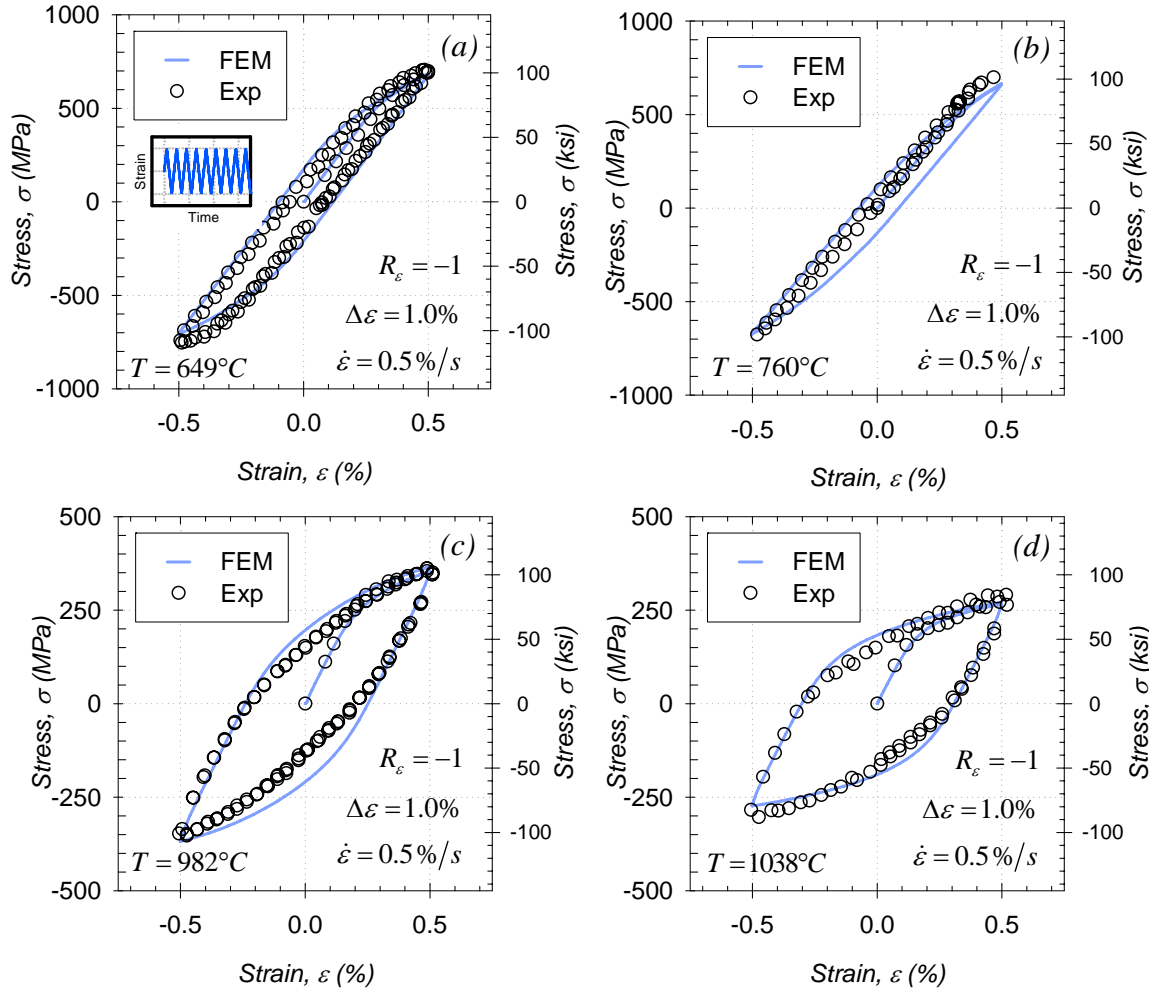 (a)
FEM
Exp
Strain
Time
1000
500
0
-500
-1000
Stress, σ (MPa)
100
50
0
-50
-100
Stress, σ (ksi)
R_ε = −1
Δε = 1.0%
T = 649°C
ε̇ = 0.5%/s
-0.5
0.0
0.5
Strain, ε (%)
(b)
FEM
Exp
1000
500
0
-500
-1000
Stress, σ (MPa)
100
50
0
-50
-100
Stress, σ (ksi)
R_ε = −1
Δε = 1.0%
T = 760°C
ε̇ = 0.5%/s
-0.5
0.0
0.5
Strain, ε (%)
(c)
FEM
Exp
500
250
0
-250
-500
Stress, σ (MPa)
100
50
0
-50
-100
Stress, σ (ksi)
R_ε = −1
Δε = 1.0%
T = 982°C
ε̇ = 0.5%/s
-0.5
0.0
0.5
Strain, ε (%)
(d)
FEM
Exp
500
250
0
-250
-500
Stress, σ (MPa)
100
50
0
-50
-100
Stress, σ (ksi)
R_ε = −1
Δε = 1.0%
T = 1038°C
ε̇ = 0.5%/s
-0.5
0.0
0.5
Strain, ε (%)